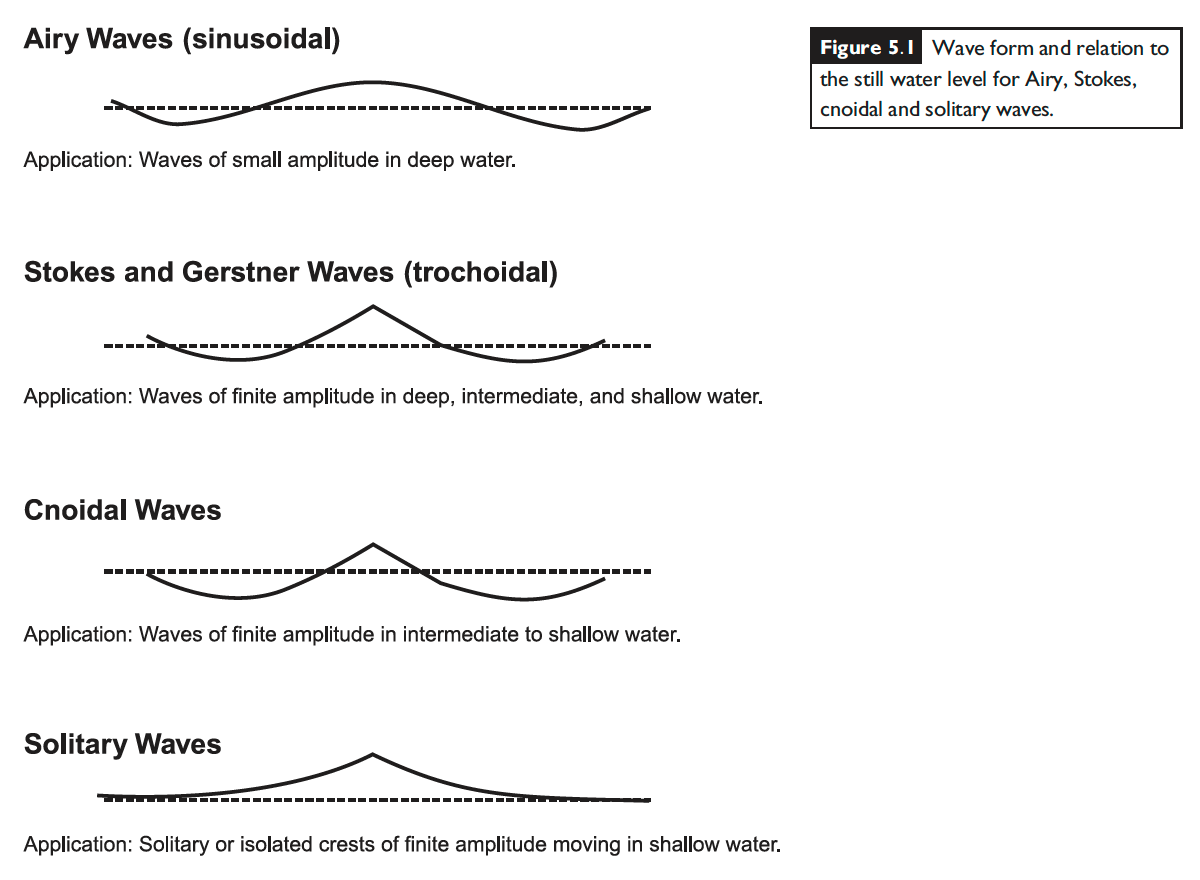 Airy Waves (sinusoidal)
Figure 5.1 Wave form and relation to
the still water level for Airy, Stokes,
cnoidal and solitary waves.
Application: Waves of small amplitude in deep water.
Stokes and Gerstner Waves (trochoidal)
Application: Waves of finite amplitude in deep, intermediate, and shallow water.
Cnoidal Waves
Application: Waves of finite amplitude in intermediate to shallow water.
Solitary Waves
Application: Solitary or isolated crests of finite amplitude moving in shallow water.